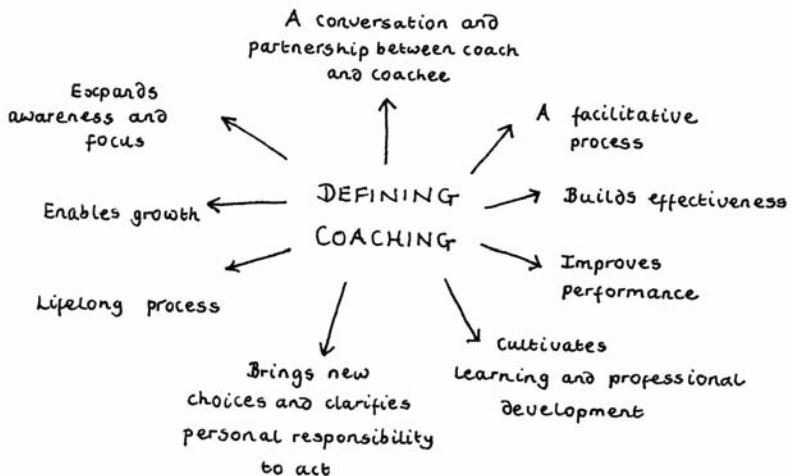 A conversation and
partnership between coach
and coachee
Expands
awareness and
focus
A facilitative
process
DEFINING
COACHING
Enables growth
Builds effectiveness
Lifelong process
Improves
performance
Brings new
choices and clarifies
personal responsibility
to act
Cultivates
learning and professional
development